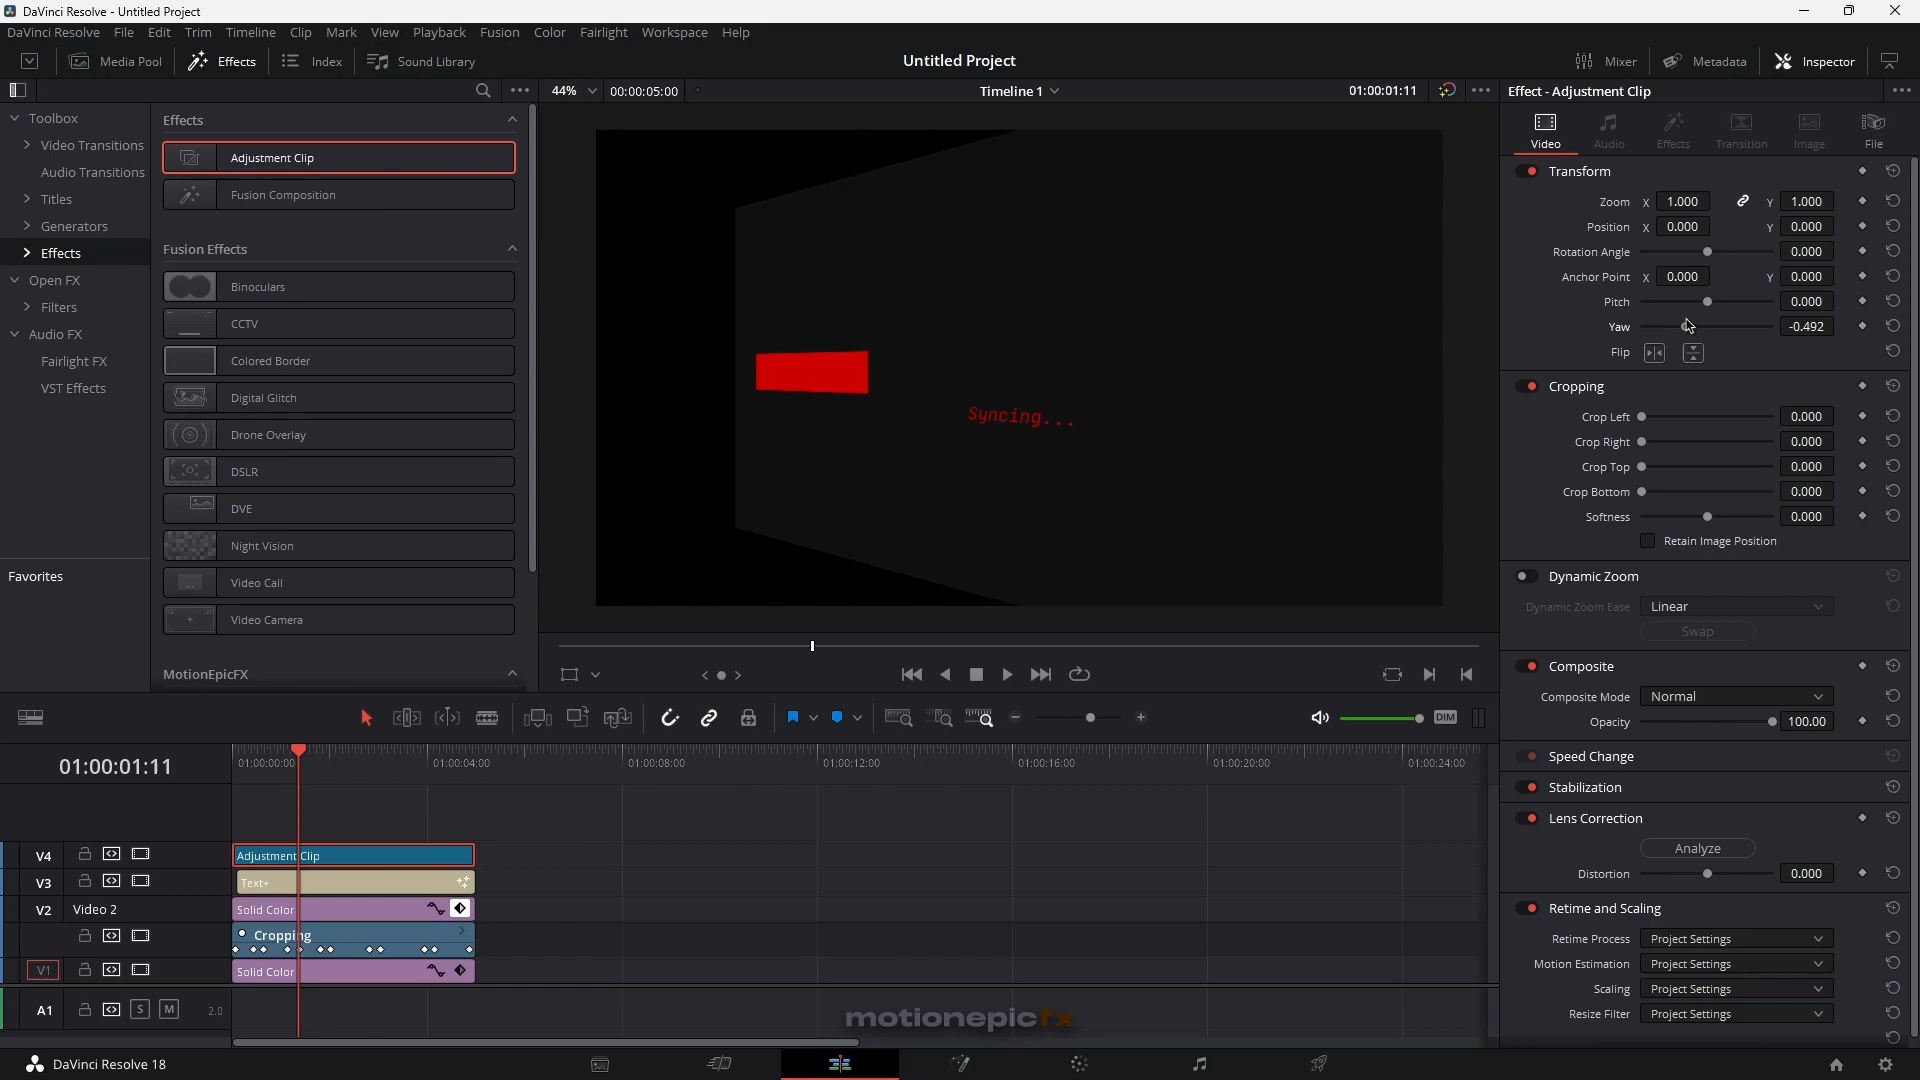 DaVinci Resolve - Untitled Project
DaVinci Resolve File Edit Trim Timeline Clip Mark View Playback Fusion Color Fairlight Workspace Help
Media Pool Effects Index Sound Library Untitled Project Mixer Metadata Inspector
44% 00:00:05:00 Timeline 1 01:00:01:11 Effect - Adjustment Clip
Toolbox
Video Transitions
Audio Transitions
Titles
Generators
Effects
Open FX
Filters
Audio FX
Fairlight FX
VST Effects
Favorites
Effects
Adjustment Clip
Fusion Composition
Fusion Effects
Binoculars
CCTV
Colored Border
Digital Glitch
Drone Overlay
DSLR
DVE
Night Vision
Video Call
Video Camera
MotionEpicFX
Syncing...
Video Audio Effects Transition Image File
Transform
Zoom X 1.000 Y 1.000
Position X 0.000 Y 0.000
Rotation Angle 0.000
Anchor Point X 0.000 Y 0.000
Pitch 0.000
Yaw -0.492
Flip
Cropping
Crop Left 0.000
Crop Right 0.000
Crop Top 0.000
Crop Bottom 0.000
Softness 0.000
Retain Image Position
Dynamic Zoom
Dynamic Zoom Ease Linear
Swap
Composite
Composite Mode Normal
Opacity 100.00
Speed Change
Stabilization
Lens Correction
Analyze
Distortion 0.000
Retime and Scaling
Retime Process Project Settings
Motion Estimation Project Settings
Scaling Project Settings
Resize Filter Project Settings
DIM
01:00:01:11 01:00:00:00 01:00:04:00 01:00:08:00 01:00:12:00 01:00:16:00 01:00:20:00 01:00:24:00
V4 Adjustment Clip
V3 Text+
V2 Video 2 Solid Color
Cropping
V1 Solid Color
A1 S M 2.0
motionepicfx
DaVinci Resolve 18